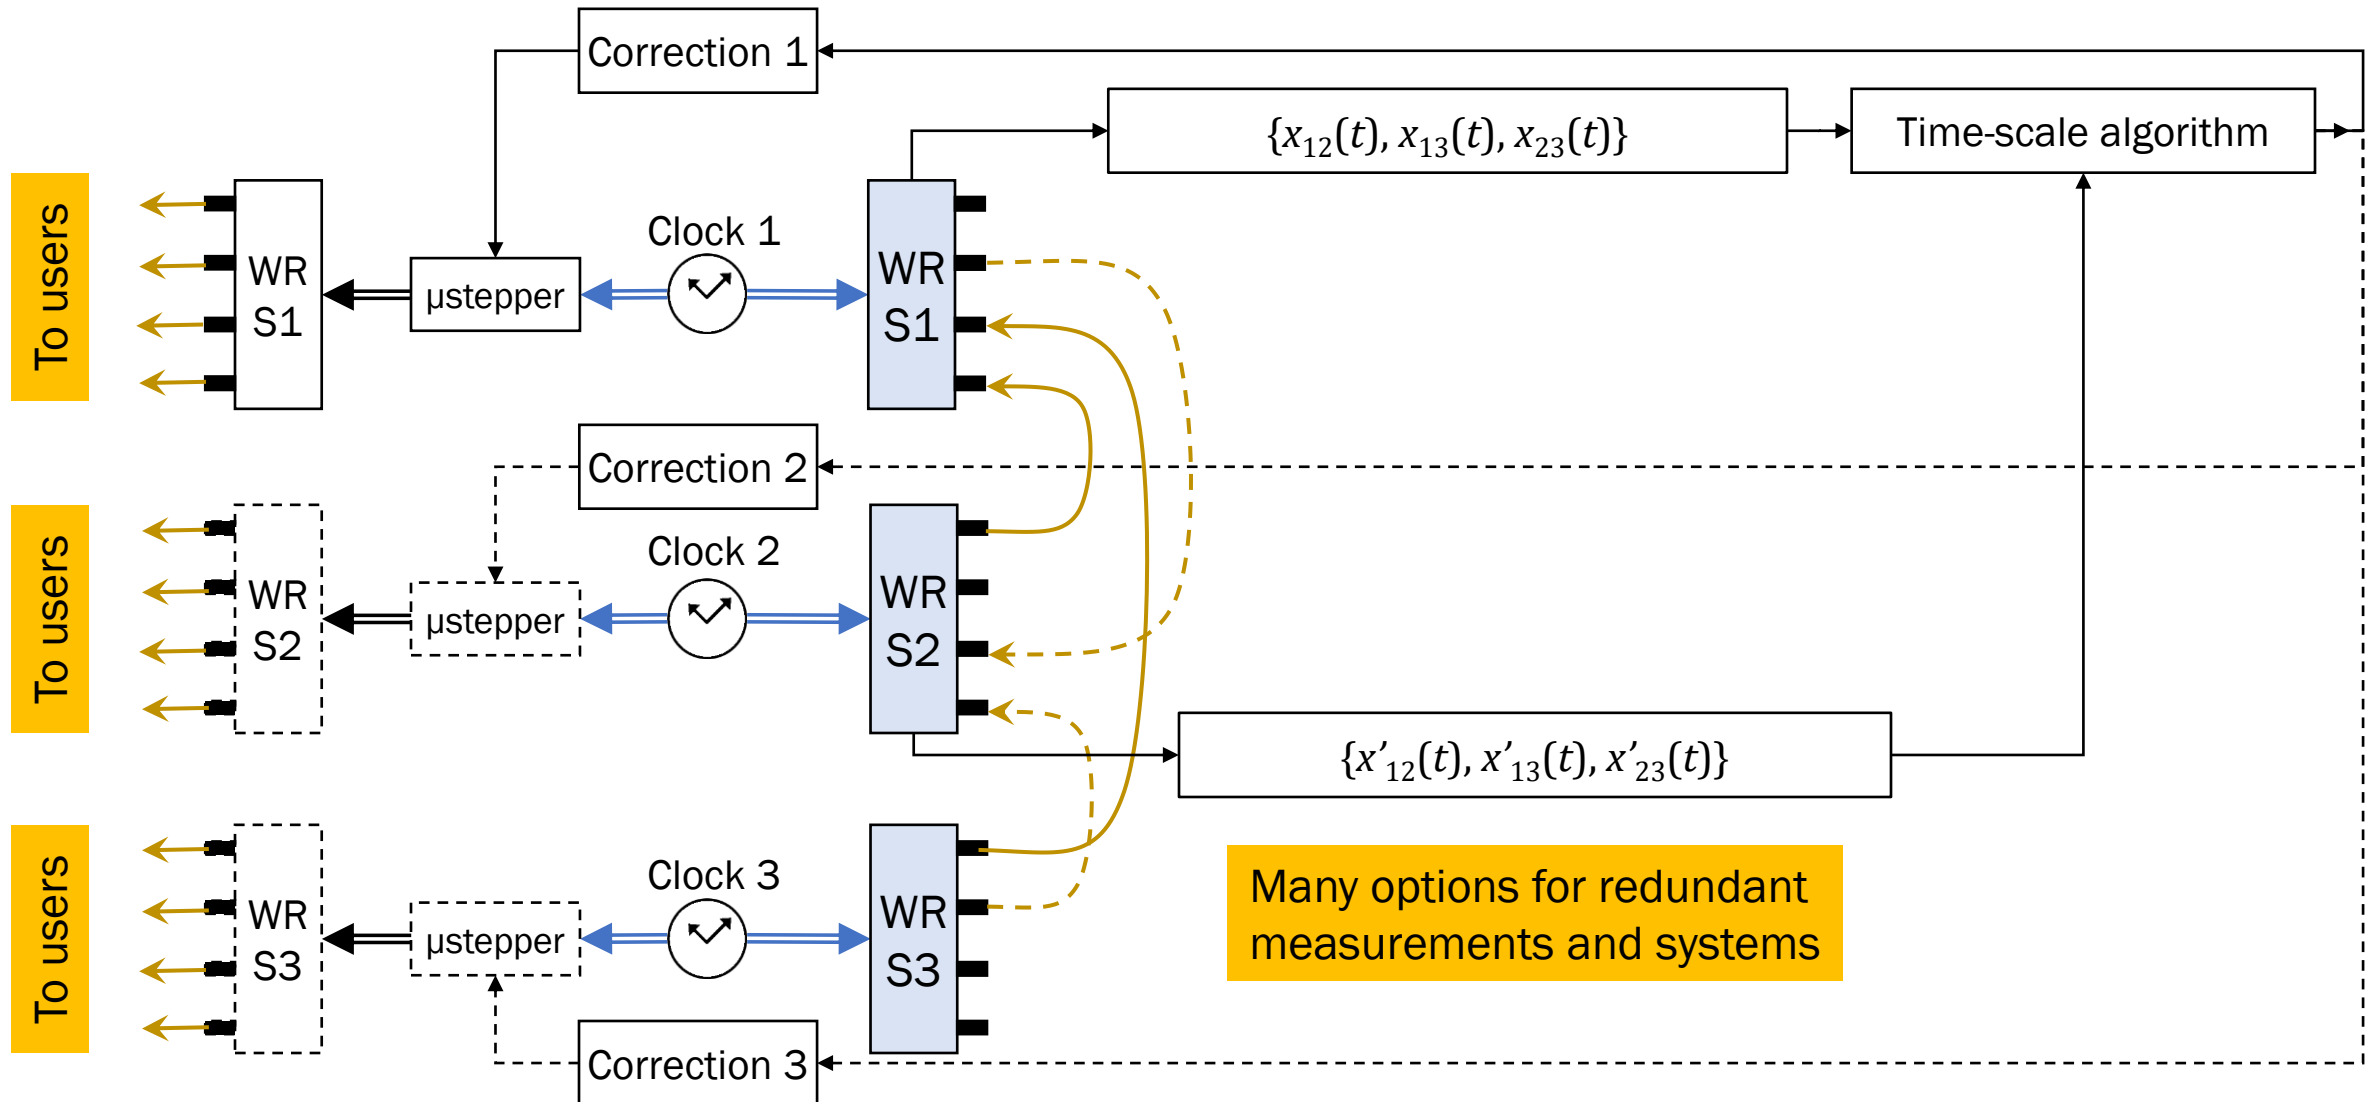 Correction 1
{x₁₂(t), x₁₃(t), x₂₃(t)}
Time-scale algorithm
To users
WR
S1
µstepper
Clock 1
WR
S1
Correction 2
To users
WR
S2
µstepper
Clock 2
WR
S2
{x’₁₂(t), x’₁₃(t), x’₂₃(t)}
To users
WR
S3
µstepper
Clock 3
WR
S3
Many options for redundant
measurements and systems
Correction 3